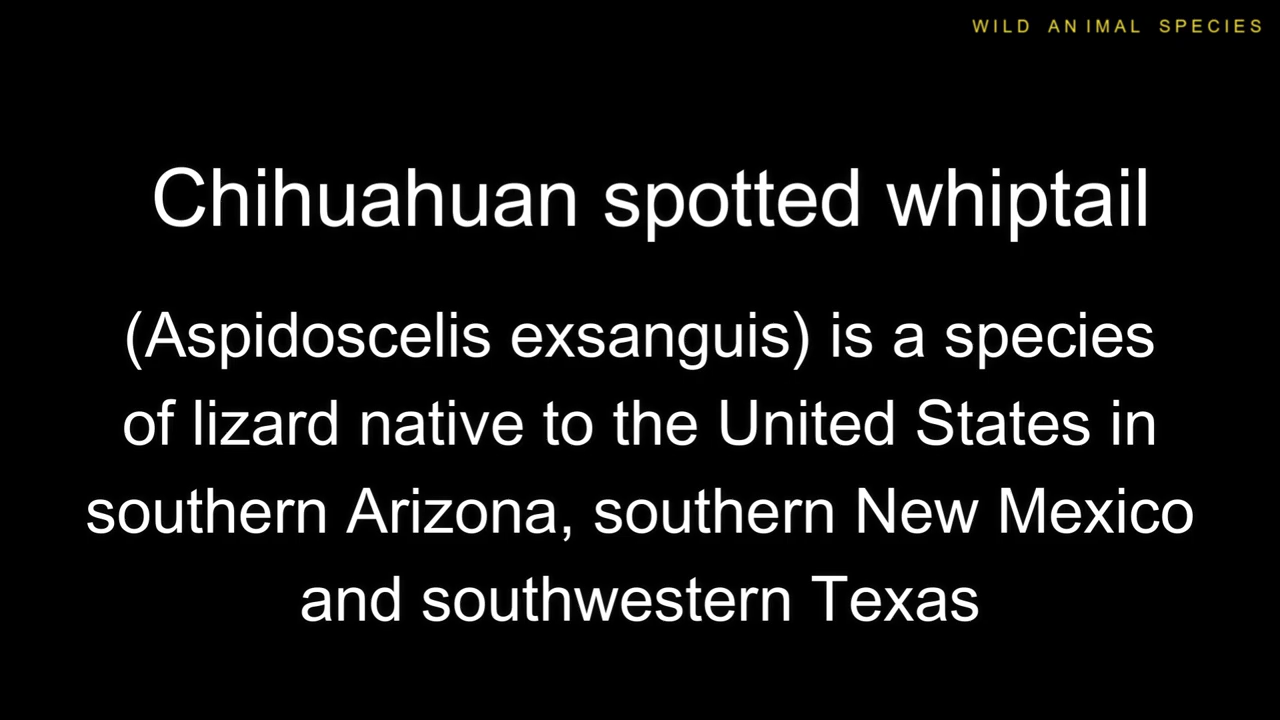 WILD ANIMAL SPECIES
Chihuahuan spotted whiptail
(Aspidoscelis exsanguis) is a species
of lizard native to the United States in
southern Arizona, southern New Mexico
and southwestern Texas